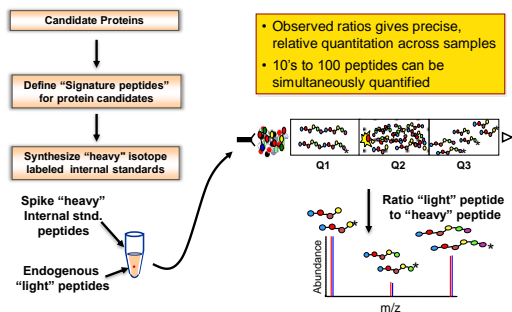 Candidate Proteins
Define “Signature peptides”
for protein candidates
Synthesize “heavy” isotope
labeled internal standards
Spike “heavy”
Internal stnd.
peptides
Endogenous
“light” peptides
• Observed ratios gives precise,
relative quantitation across samples
• 10’s to 100 peptides can be
simultaneously quantified
Q1 Q2 Q3
Ratio “light” peptide
to “heavy” peptide
Abundance
m/z